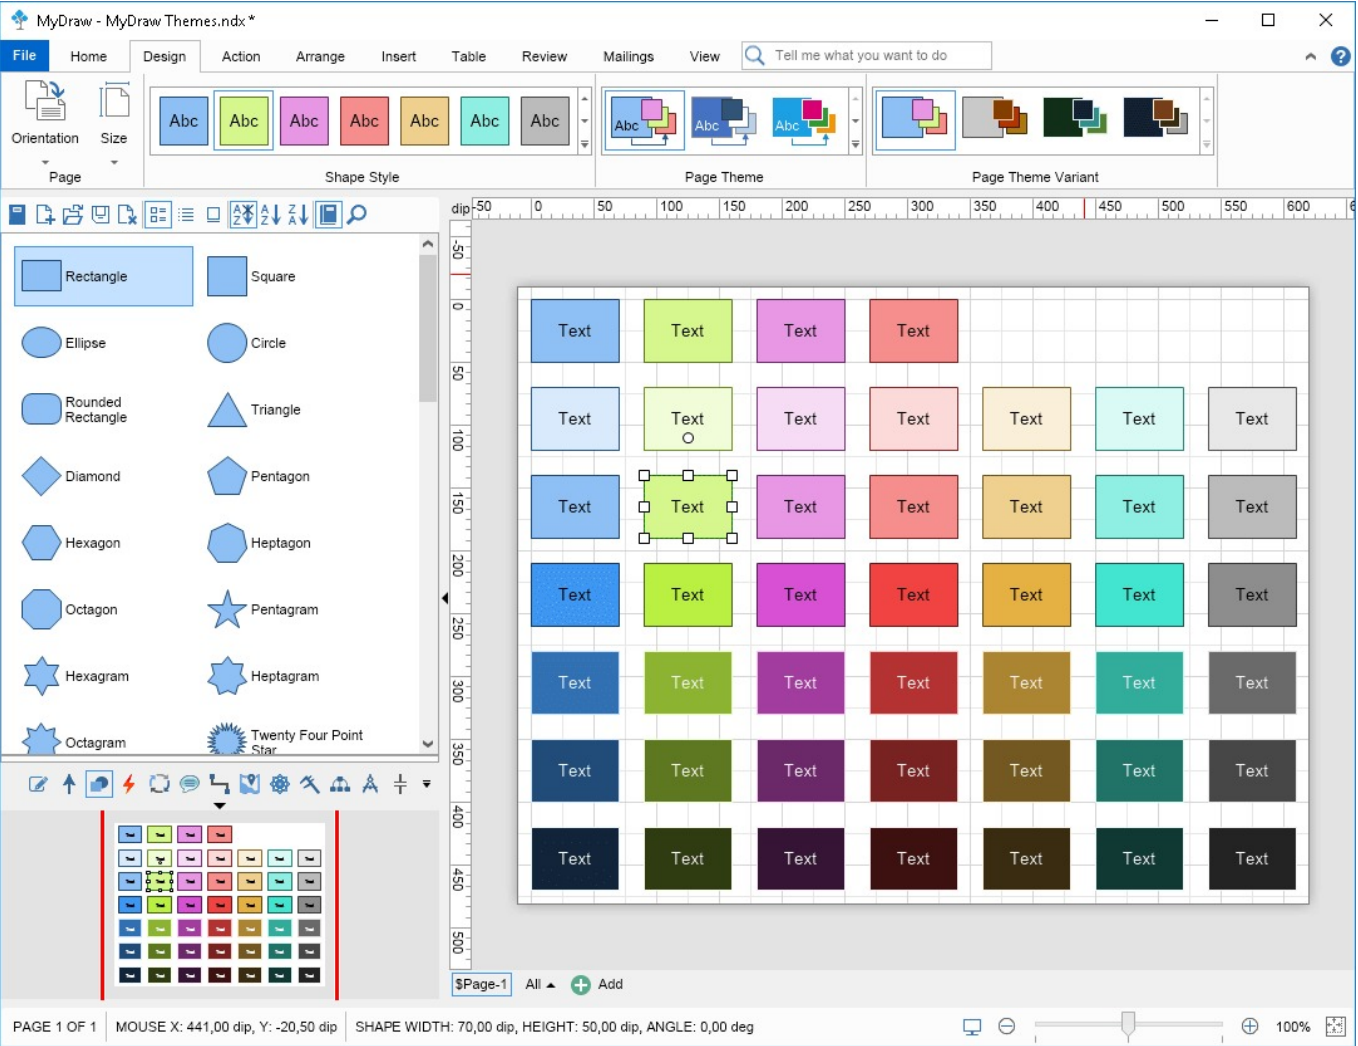 MyDraw - MyDraw Themes.ndx *
File Home Design Action Arrange Insert Table Review Mailings View Tell me what you want to do
Abc Abc Abc Abc Abc Abc Abc Abc Abc Abc
Orientation Size
Page Shape Style Page Theme Page Theme Variant
dip -50 0 50 100 150 200 250 300 350 400 450 500 550 600
-50
0
50
100
150
200
250
300
350
400
450
500
Rectangle Square
Ellipse Circle
Rounded
Rectangle
Triangle
Diamond Pentagon
Hexagon Heptagon
Octagon Pentagram
Hexagram Heptagram
Octagram
Twenty Four Point
Star
Text Text Text Text
Text Text Text Text Text Text Text
Text Text Text Text Text Text Text
Text Text Text Text Text Text Text
Text Text Text Text Text Text Text
Text Text Text Text Text Text Text
Text Text Text Text Text Text Text
$Page-1 All Add
PAGE 1 OF 1 MOUSE X: 441,00 dip, Y: -20,50 dip SHAPE WIDTH: 70,00 dip, HEIGHT: 50,00 dip, ANGLE: 0,00 deg 100%